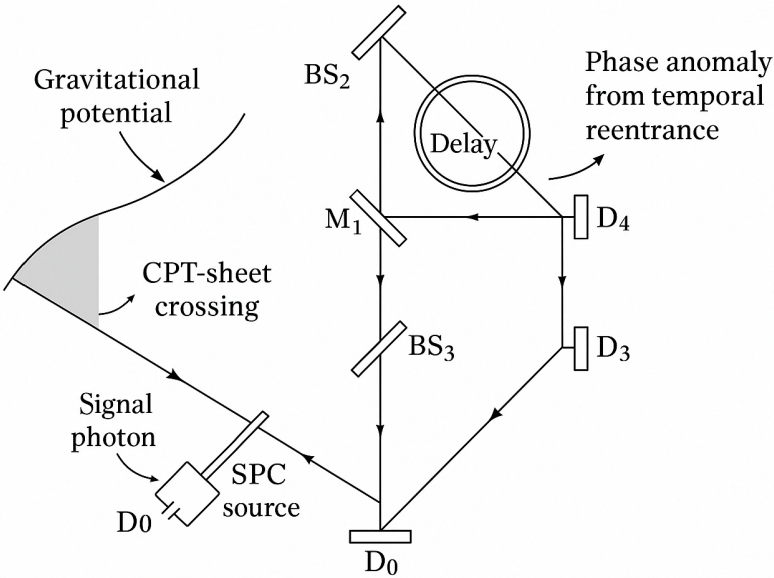 Gravitational
potential
BS₂
Delay
Phase anomaly
from temporal
reentrance
M₁
D₄
CPT-sheet
crossing
BS₃
D₃
Signal
photon
SPC
source
D0
D₀